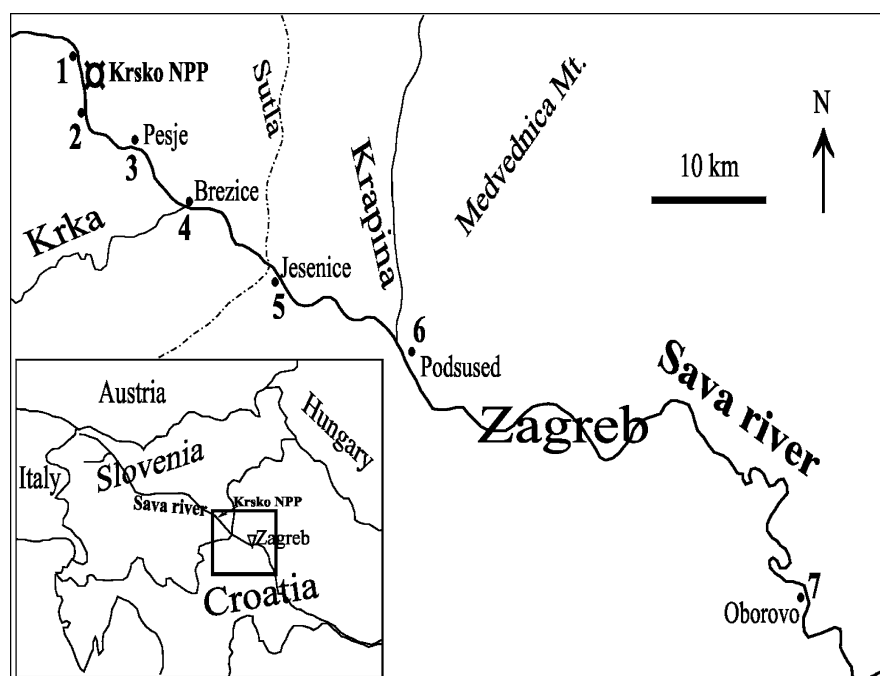 1
Krsko NPP
2
Pesje
3
Brezice
4
Krka
Sutla
Krapina
Medvednica Mt.
10 km
N
Jesenice
5
6
Podsused
Zagreb
Sava river
7
Oborovo
Austria
Hungary
Italy
Slovenia
Sava river
Krsko NPP
Zagreb
Croatia